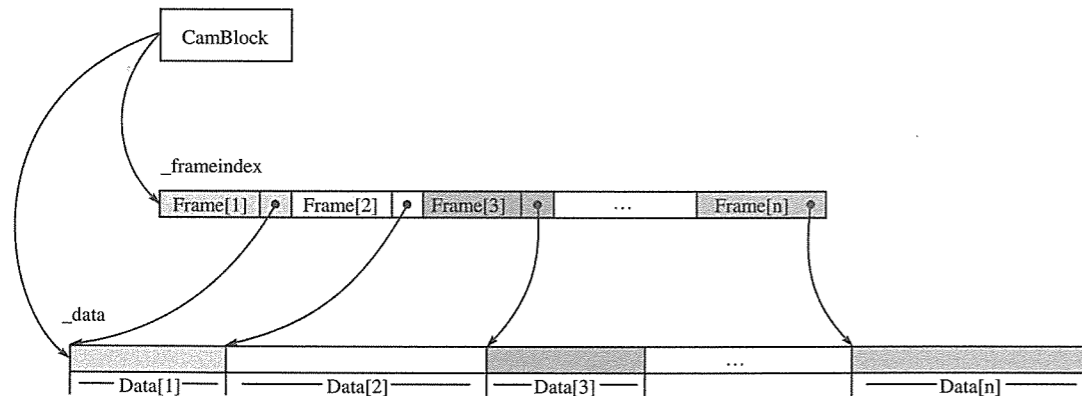 CamBlock
_frameindex
Frame[1] Frame[2] Frame[3] ... Frame[n]
_data
...
Data[1] Data[2] Data[3] Data[n]